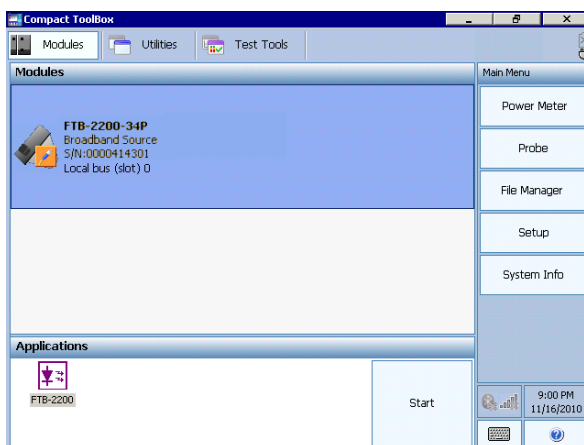 Compact ToolBox
Modules
Utilities
Test Tools
Modules
FTB-2200-34P
Broadband Source
S/N:0000414301
Local bus (slot) 0
Applications
FTB-2200
Start
Main Menu
Power Meter
Probe
File Manager
Setup
System Info
9:00 PM
11/16/2010